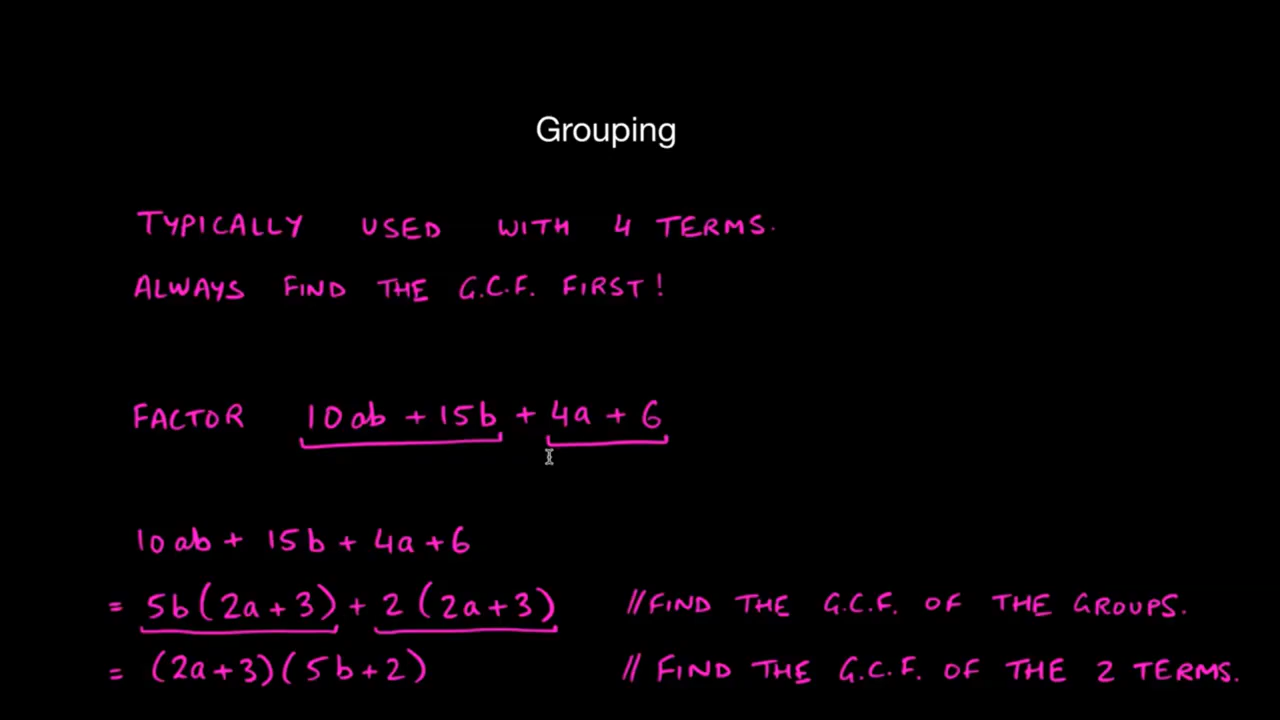 Grouping
TYPICALLY USED WITH 4 TERMS.
ALWAYS FIND THE G.C.F. FIRST!
FACTOR 10ab + 15b + 4a + 6
10ab + 15b + 4a + 6
= 5b(2a+3) + 2(2a+3) //FIND THE G.C.F. OF THE GROUPS.
= (2a+3)(5b+2) // FIND THE G.C.F. OF THE 2 TERMS.